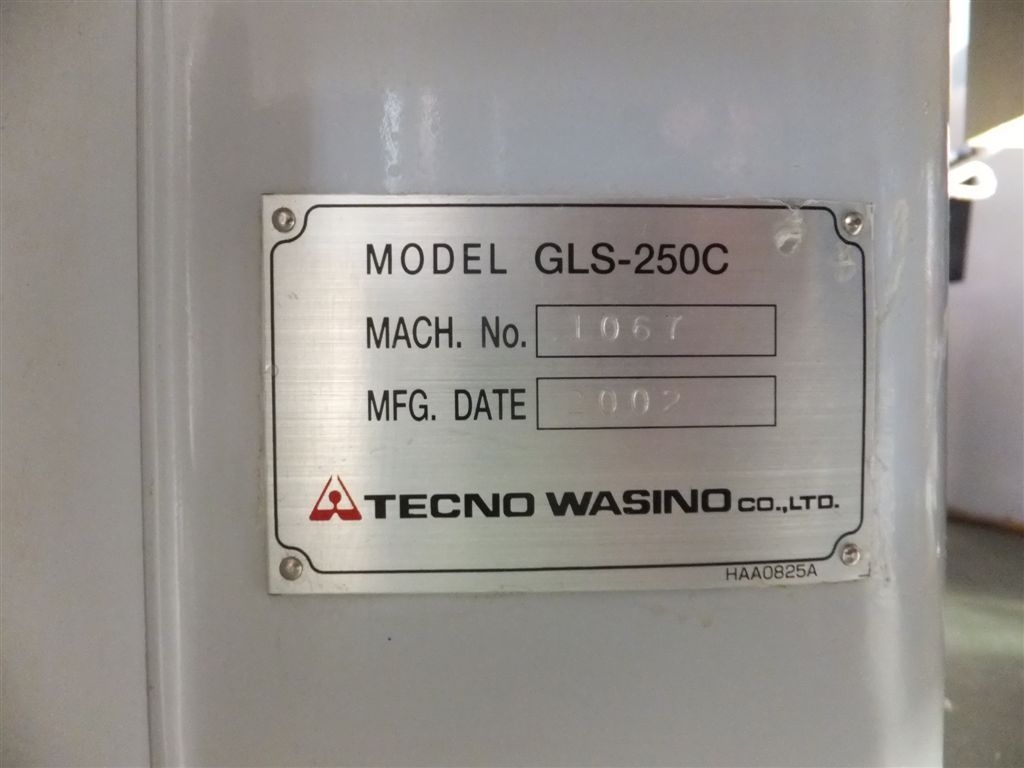 MODEL GLS-250C
MACH. No. 1067
MFG. DATE 2002
TECNO WASINO CO.,LTD.
HAA0825A